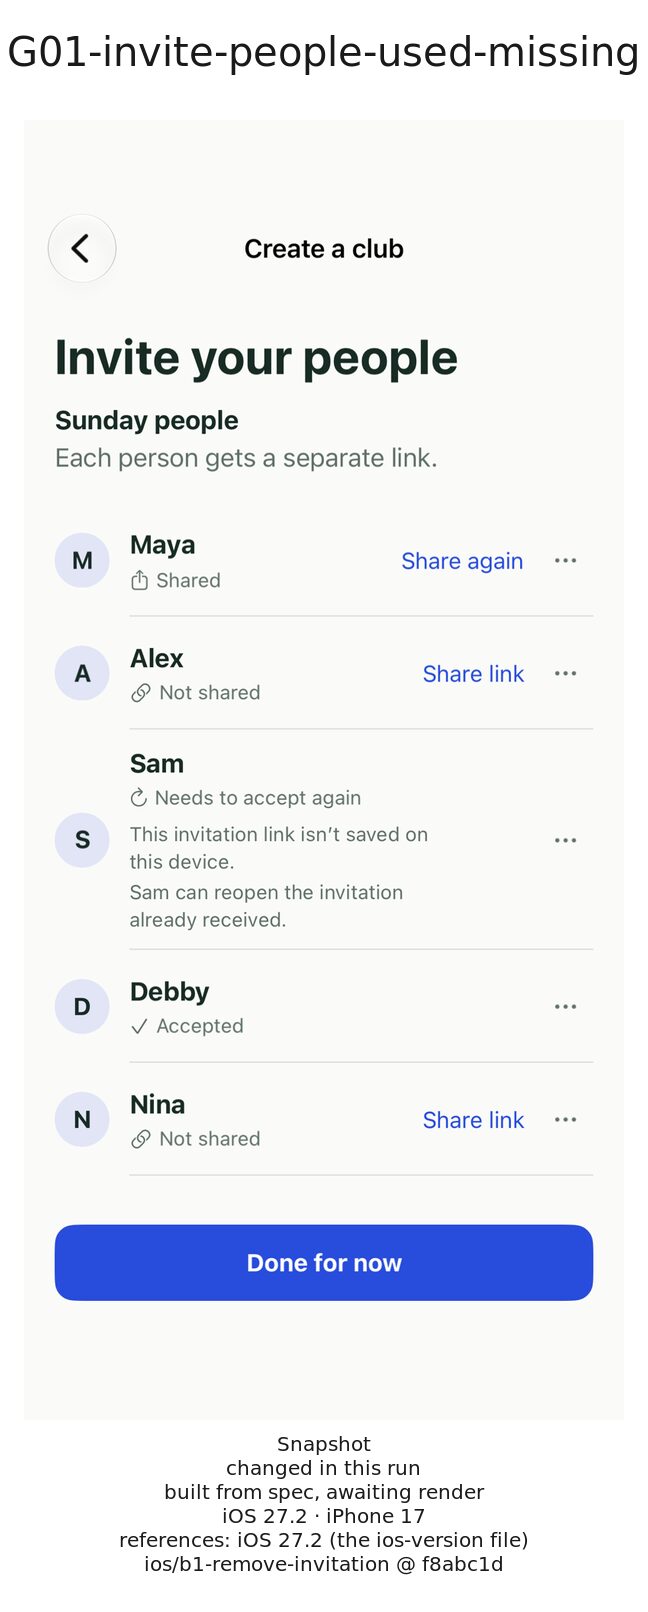 G01-invite-people-used-missing
Create a club
Invite your people
Sunday people
Each person gets a separate link.
M
Maya
Shared
Share again
A
Alex
Not shared
Share link
S
Sam
Needs to accept again
This invitation link isn’t saved on
this device.
Sam can reopen the invitation
already received.
D
Debby
Accepted
N
Nina
Not shared
Share link
Done for now
Snapshot
changed in this run
built from spec, awaiting render
iOS 27.2 · iPhone 17
references: iOS 27.2 (the ios-version file)
ios/b1-remove-invitation @ f8abc1d